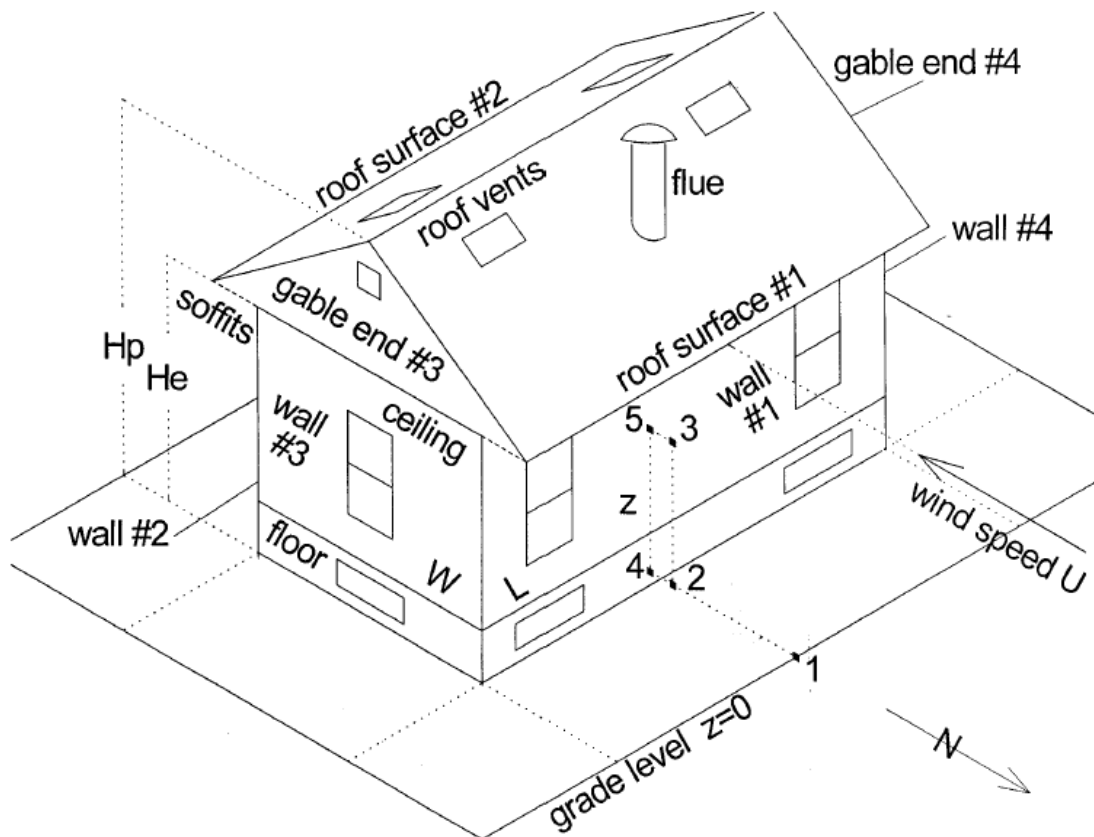 gable end #4
roof surface #2
roof vents
flue
wall #4
soffits
gable end #3
roof surface #1
Hp
He
wall
#3
ceiling
wall
#1
5
3
z
wind speed U
wall #2
floor
W
L
4
2
1
grade level z=0
N